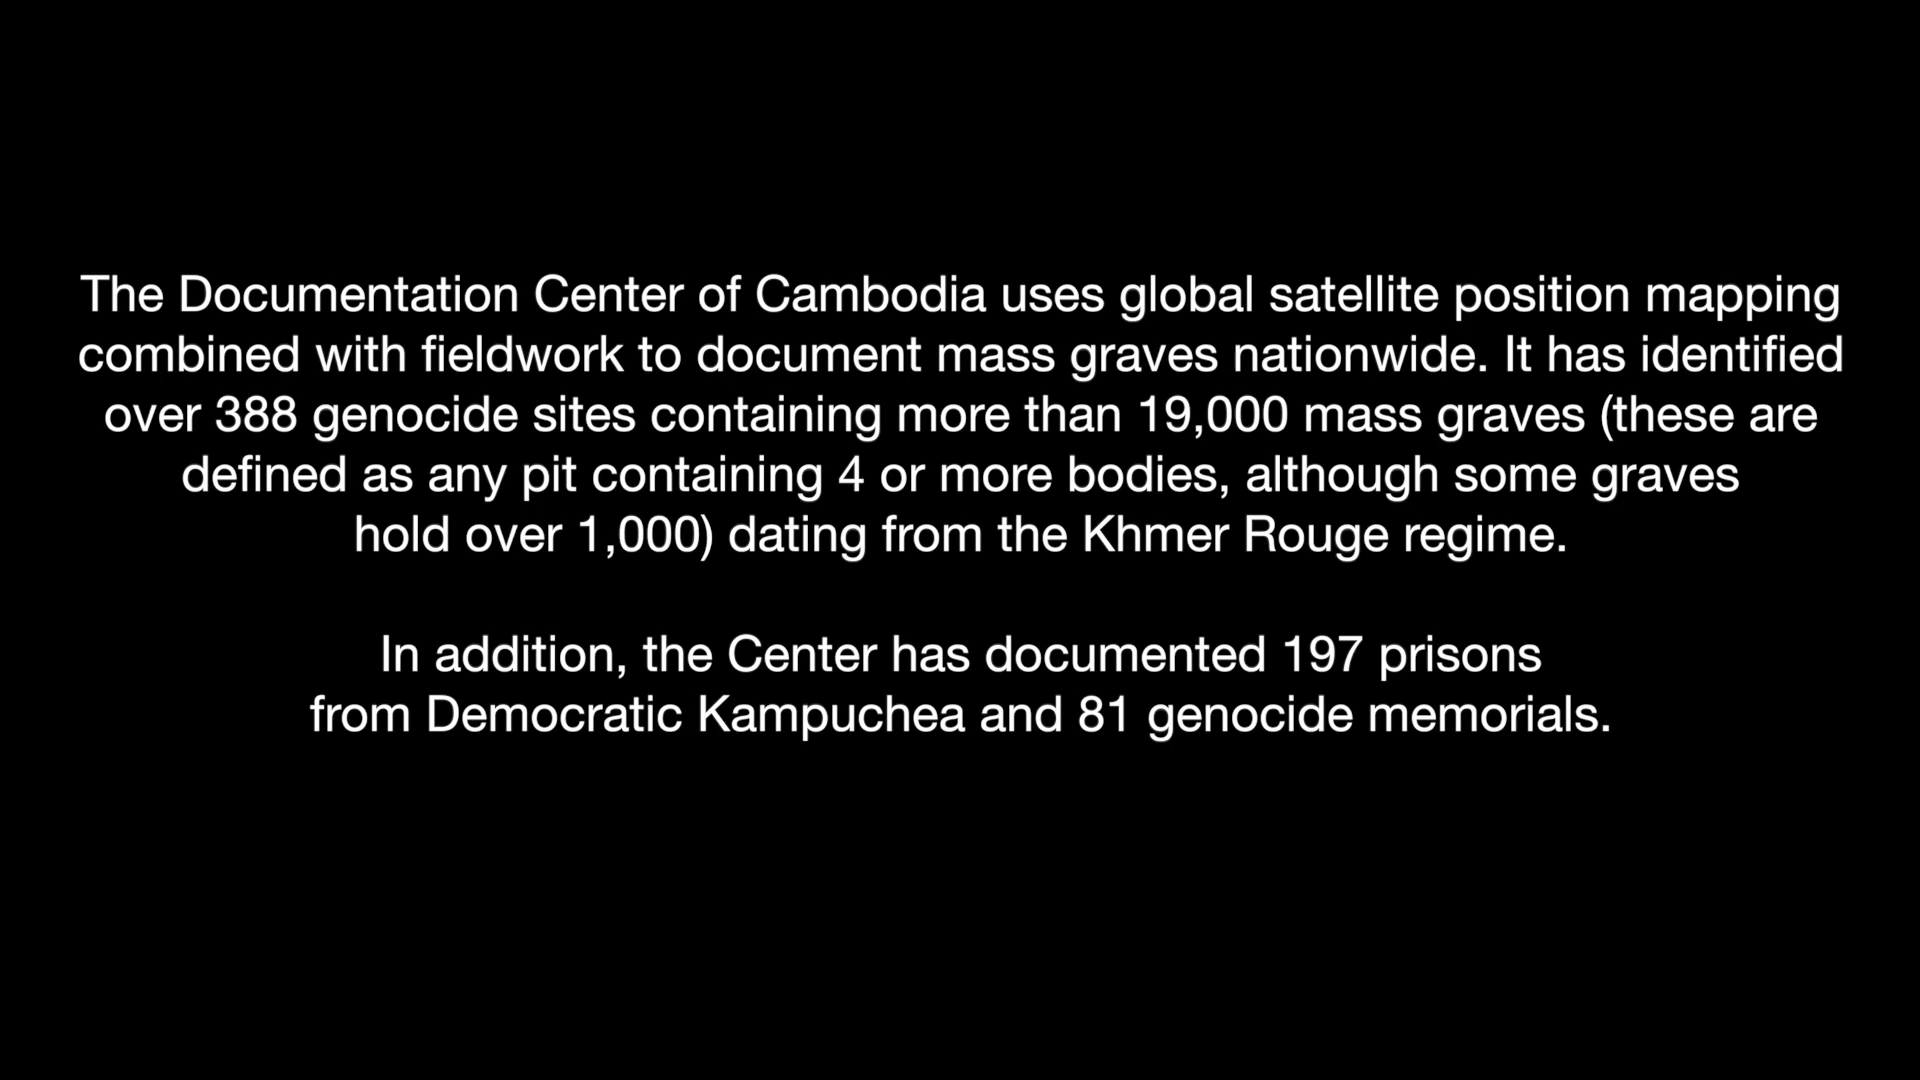 The Documentation Center of Cambodia uses global satellite position mapping
combined with fieldwork to document mass graves nationwide. It has identified
over 388 genocide sites containing more than 19,000 mass graves (these are
defined as any pit containing 4 or more bodies, although some graves
hold over 1,000) dating from the Khmer Rouge regime.
In addition, the Center has documented 197 prisons
from Democratic Kampuchea and 81 genocide memorials.